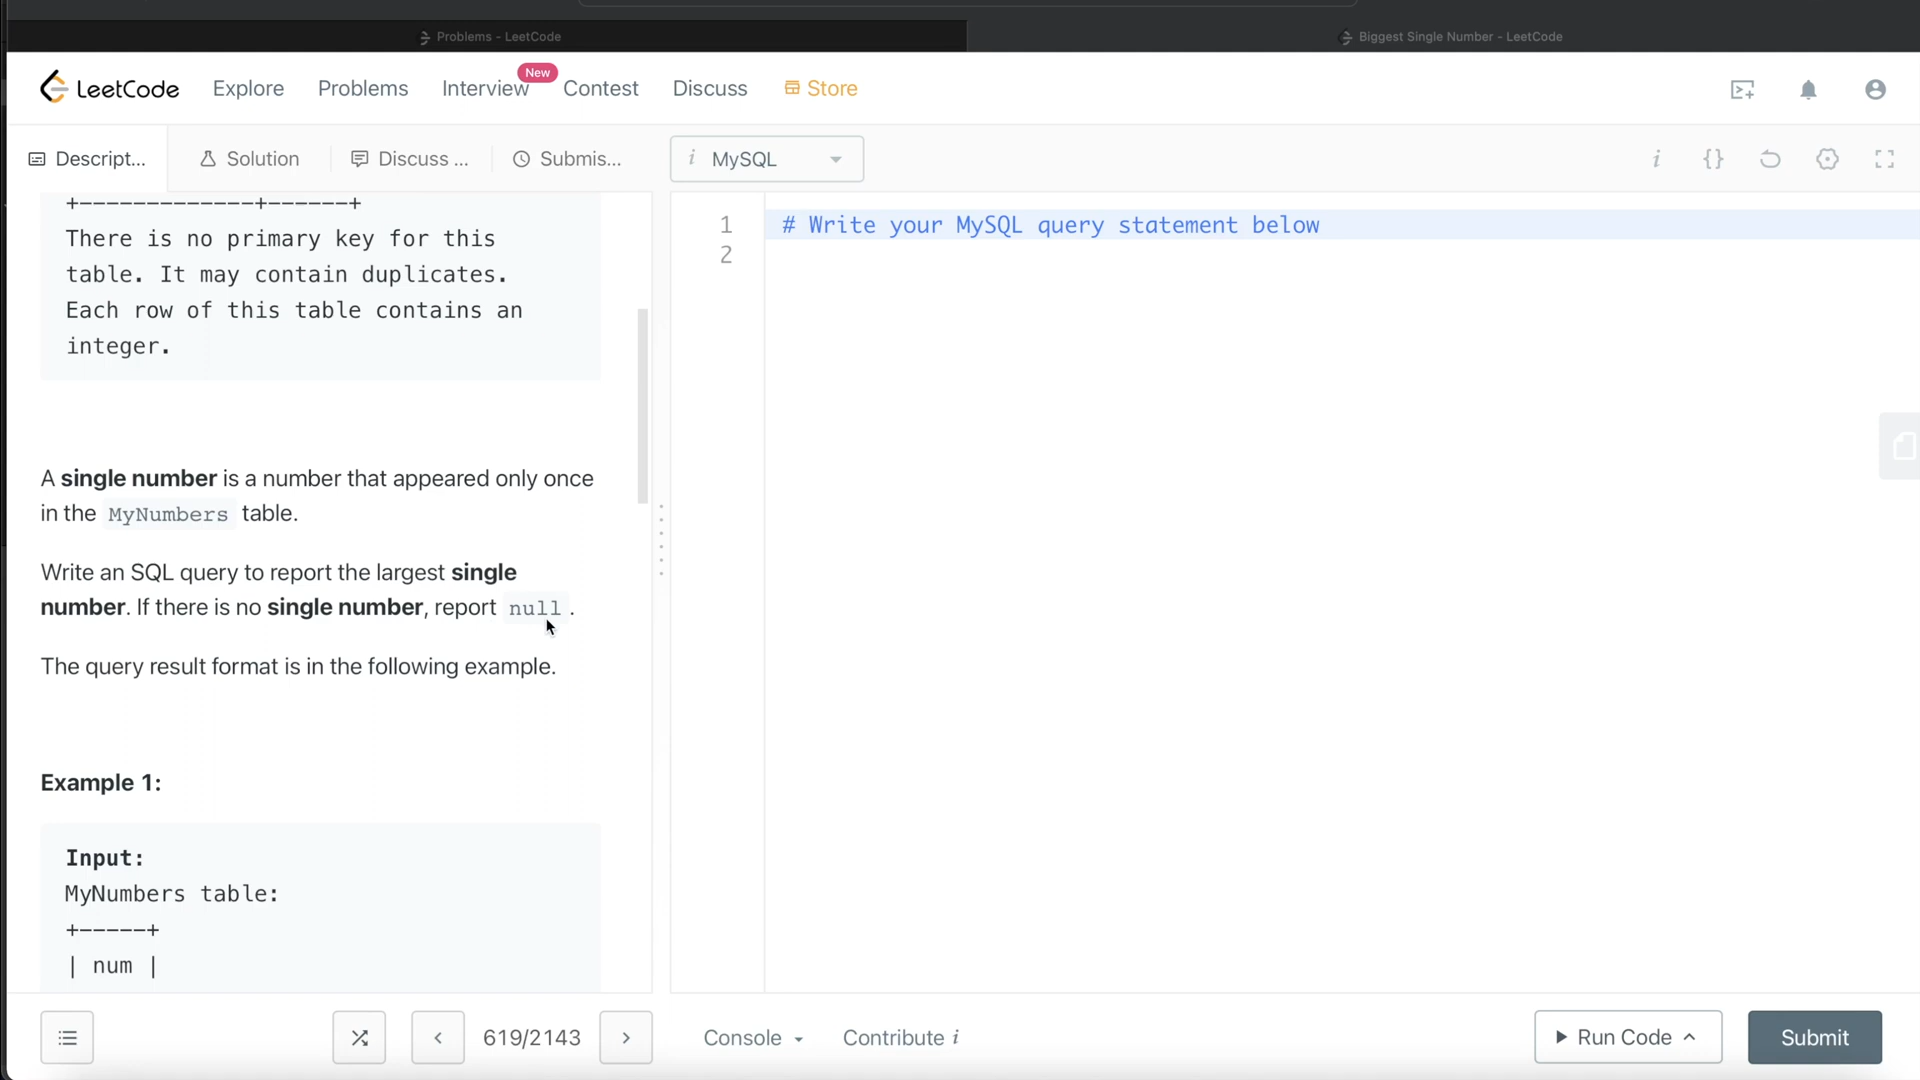 Problems - LeetCode
Biggest Single Number - LeetCode
LeetCode
Explore
Problems
Interview
New
Contest
Discuss
Store
Descript...
Solution
Discuss ...
Submis...
i MySQL
i
{}
+-------------+------+
There is no primary key for this
table. It may contain duplicates.
Each row of this table contains an
integer.
A single number is a number that appeared only once
in the MyNumbers table.
Write an SQL query to report the largest single
number. If there is no single number, report null.
The query result format is in the following example.
Example 1:
Input:
MyNumbers table:
+-----+
| num |
1 # Write your MySQL query statement below
2
619/2143
Console
Contribute i
Run Code
Submit